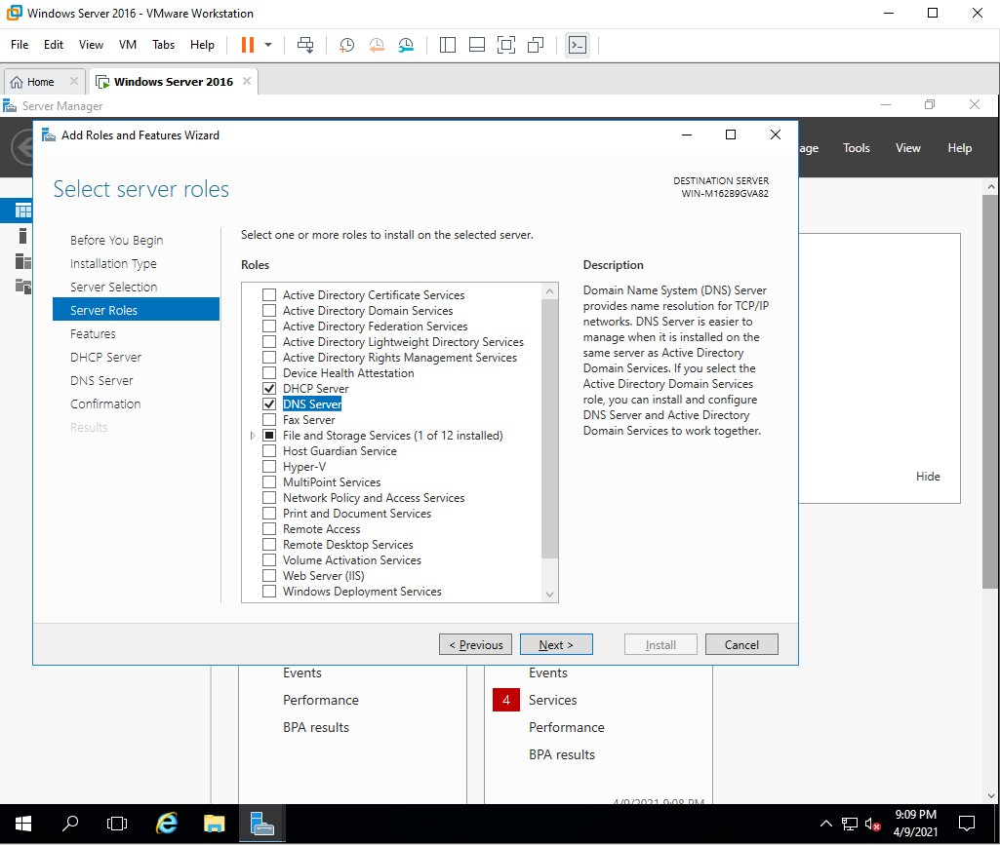 Windows Server 2016 - VMware Workstation
File Edit View VM Tabs Help
Home
Windows Server 2016
Server Manager
Add Roles and Features Wizard
Tools View Help
Select server roles
DESTINATION SERVER
WIN-M162B9GVA82
Before You Begin
Installation Type
Server Selection
Server Roles
Features
DHCP Server
DNS Server
Confirmation
Results
Select one or more roles to install on the selected server.
Roles
Active Directory Certificate Services
Active Directory Domain Services
Active Directory Federation Services
Active Directory Lightweight Directory Services
Active Directory Rights Management Services
Device Health Attestation
DHCP Server
DNS Server
Fax Server
File and Storage Services (1 of 12 installed)
Host Guardian Service
Hyper-V
MultiPoint Services
Network Policy and Access Services
Print and Document Services
Remote Access
Remote Desktop Services
Volume Activation Services
Web Server (IIS)
Windows Deployment Services
Description
Domain Name System (DNS) Server
provides name resolution for TCP/IP
networks. DNS Server is easier to
manage when it is installed on the
same server as Active Directory
Domain Services. If you select the
Active Directory Domain Services
role, you can install and configure
DNS Server and Active Directory
Domain Services to work together.
Hide
< Previous
Next >
Install
Cancel
Events
Performance
BPA results
Events
4 Services
Performance
BPA results
4/9/2021 9:08 PM
9:09 PM
4/9/2021